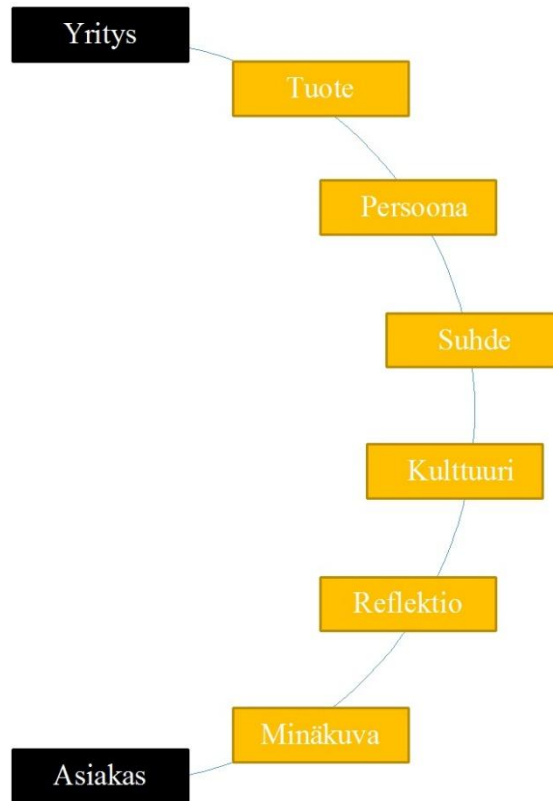 Yritys
Tuote
Persoona
Suhde
Kulttuuri
Reflektio
Minäkuva
Asiakas